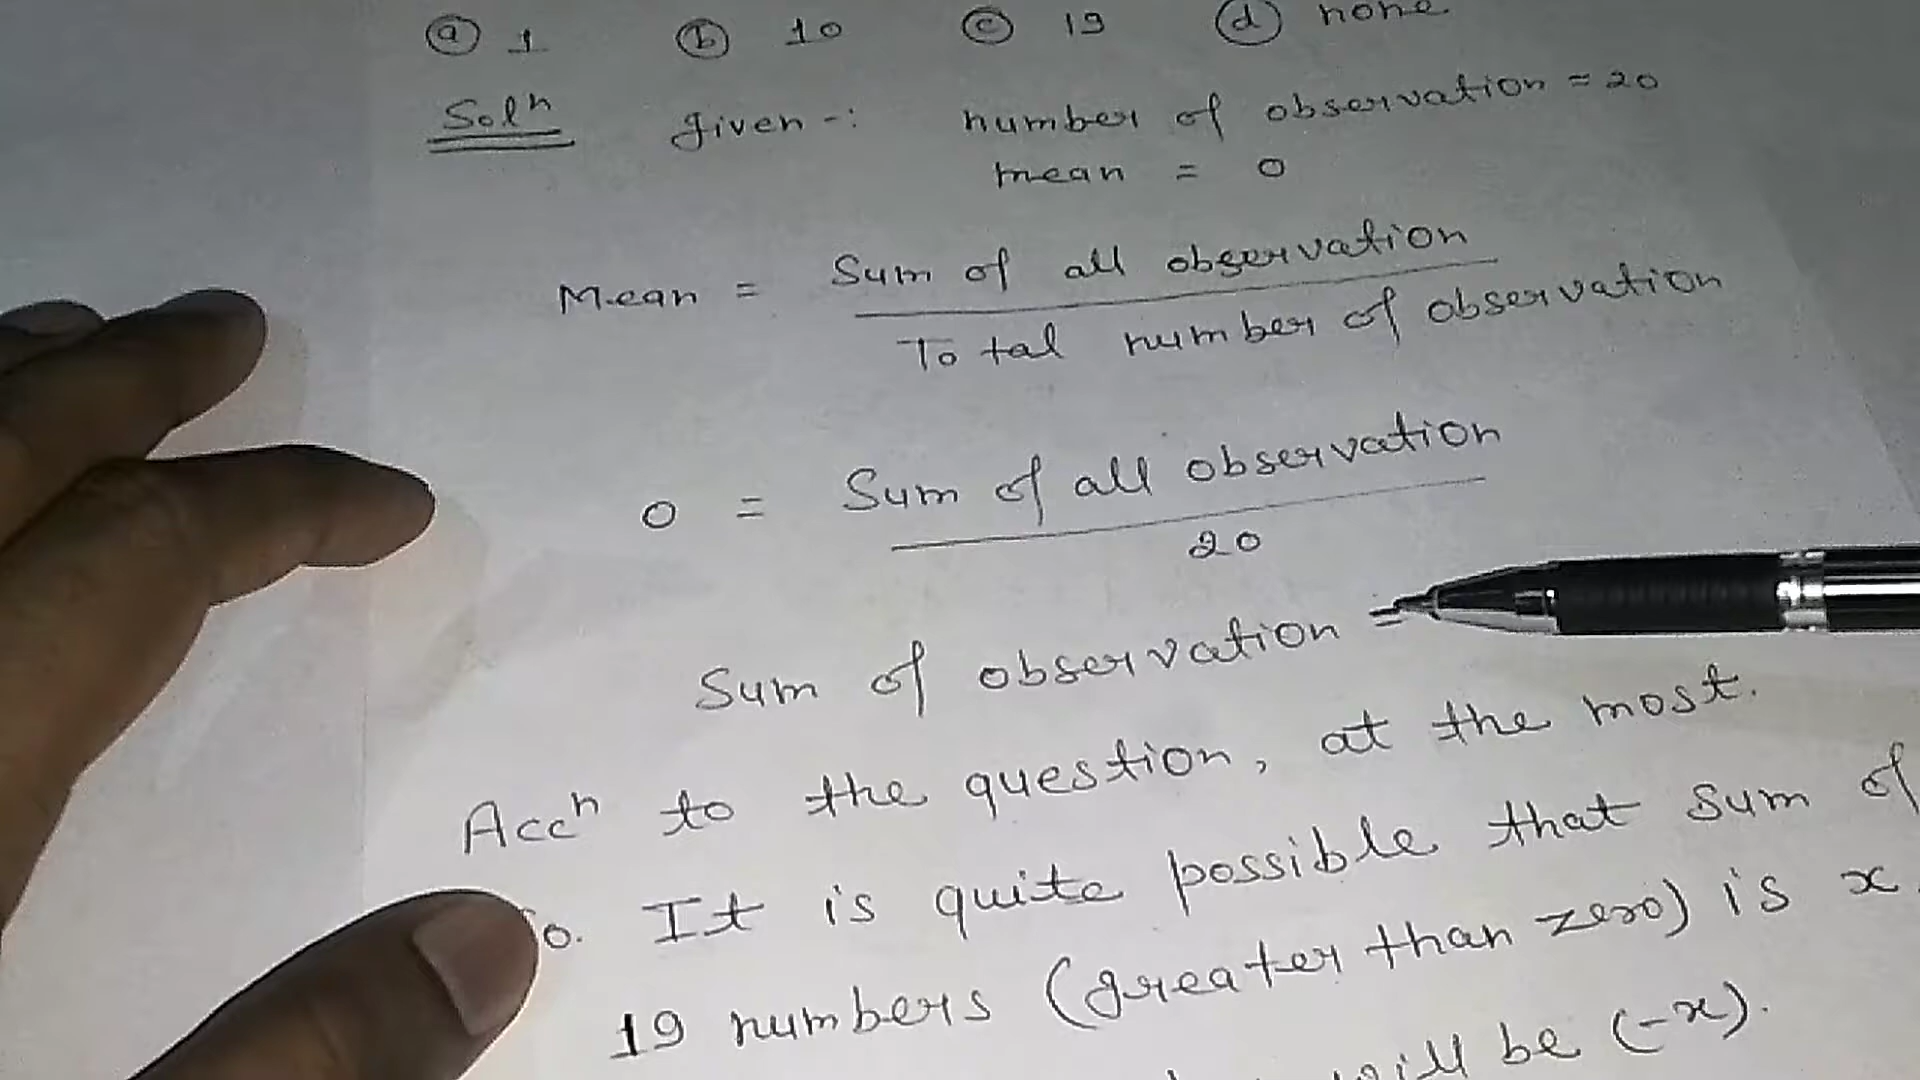 (a) 1 (b) 10 (c) 19 (d) none
Solⁿ given -: number of observation = 20
mean = 0
Mean = Sum of all observation
Total number of observation
0 = Sum of all observation
20
Sum of observation =
Accⁿ to the question, at the most.
So. It is quite possible that sum of
19 numbers (greater than zero) is x.
will be (-x).